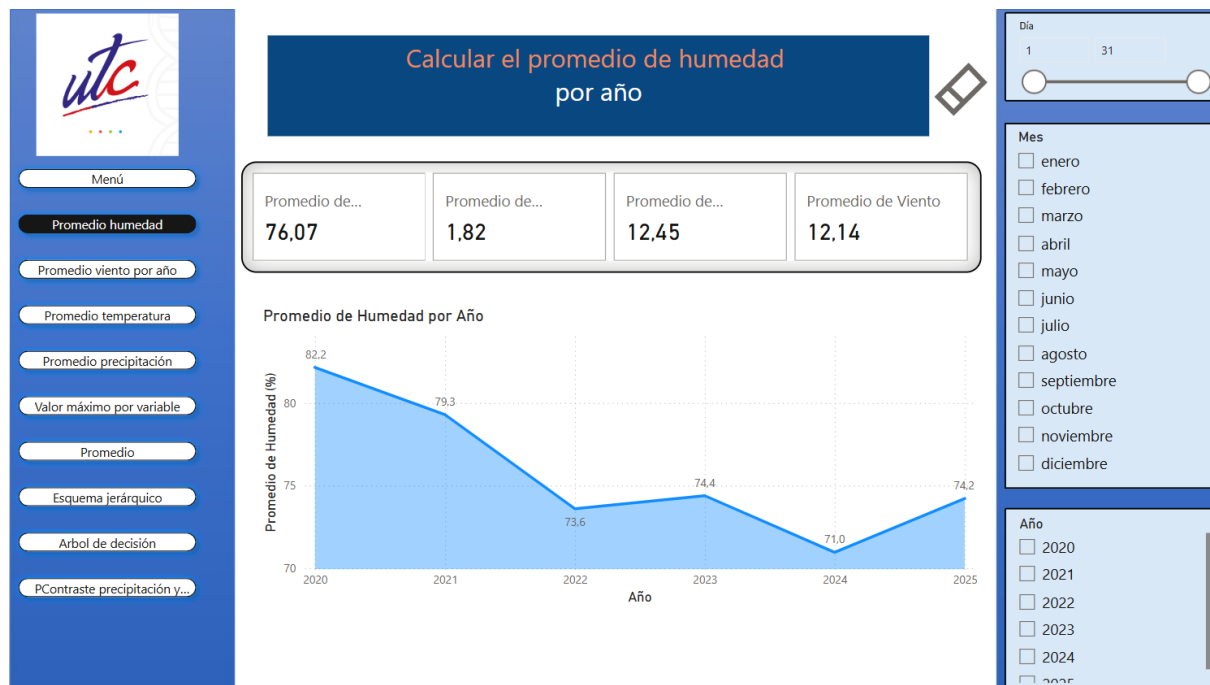 utc
Menú
Promedio humedad
Promedio viento por año
Promedio temperatura
Promedio precipitación
Valor máximo por variable
Promedio
Esquema jerárquico
Arbol de decisión
PContraste precipitación y...
Calcular el promedio de humedad
por año
Promedio de...
76,07
Promedio de...
1,82
Promedio de...
12,45
Promedio de Viento
12,14
Promedio de Humedad por Año
Promedio de Humedad (%)
80
75
70
82,2
79,3
73,6
74,4
71,0
74,2
2020
2021
2022
2023
2024
2025
Año
Día
1
31
Mes
enero
febrero
marzo
abril
mayo
junio
julio
agosto
septiembre
octubre
noviembre
diciembre
Año
2020
2021
2022
2023
2024
2025